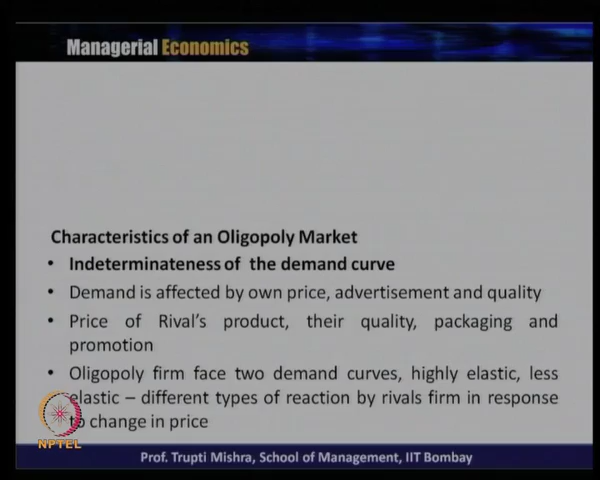 Managerial Economics
Characteristics of an Oligopoly Market
• Indeterminateness of the demand curve
• Demand is affected by own price, advertisement and quality
• Price of Rival's product, their quality, packaging and
promotion
• Oligopoly firm face two demand curves, highly elastic, less
elastic – different types of reaction by rivals firm in response
to change in price
NPTEL
Prof. Trupti Mishra, School of Management, IIT Bombay